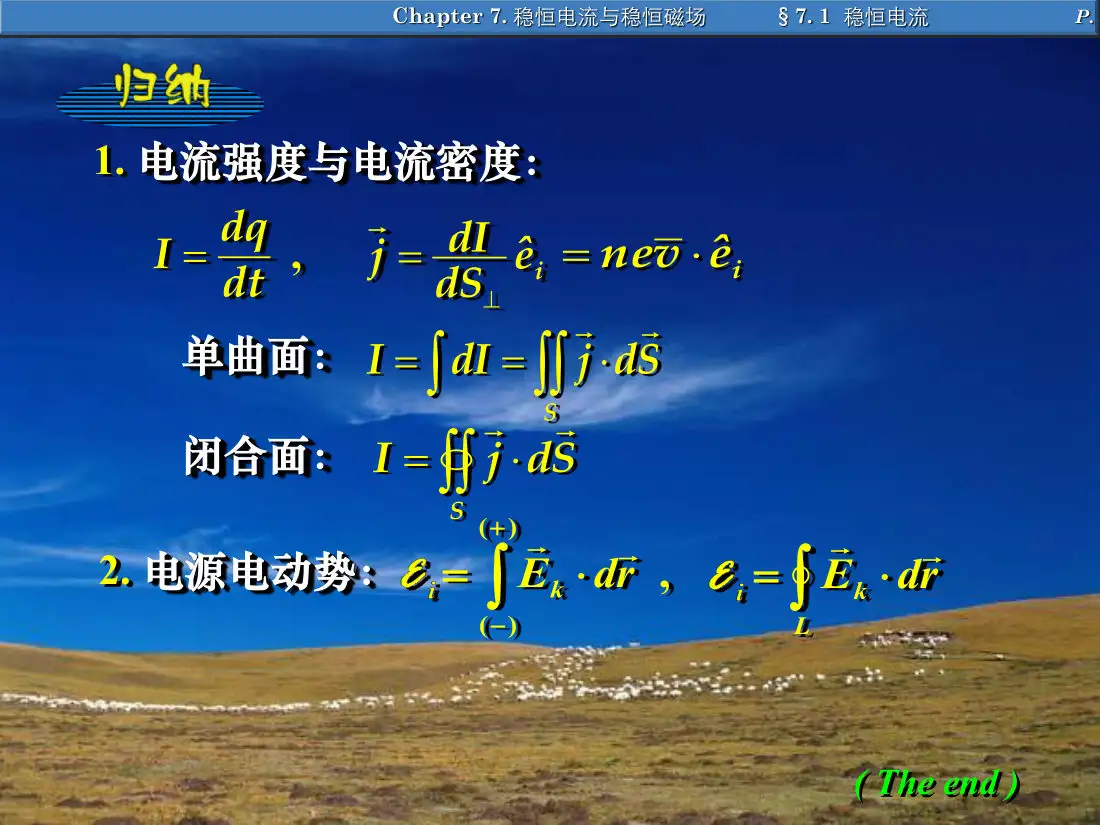 Chapter 7. 稳恒电流与稳恒磁场 §7. 1 稳恒电流 P.
归纳
1. 电流强度与电流密度：
I = dq/dt , j⃗ = dI/dS⊥ ê_i = nev̅ · ê_i
单曲面： I = ∫dI = ∬_S j⃗ · dS⃗
闭合面： I = ∯_S j⃗ · dS⃗
2. 电源电动势： ℰ_i = ∫_(−)^(+) E⃗_k · dr⃗ , ℰ_i = ∮_L E⃗_k · dr⃗
( The end )